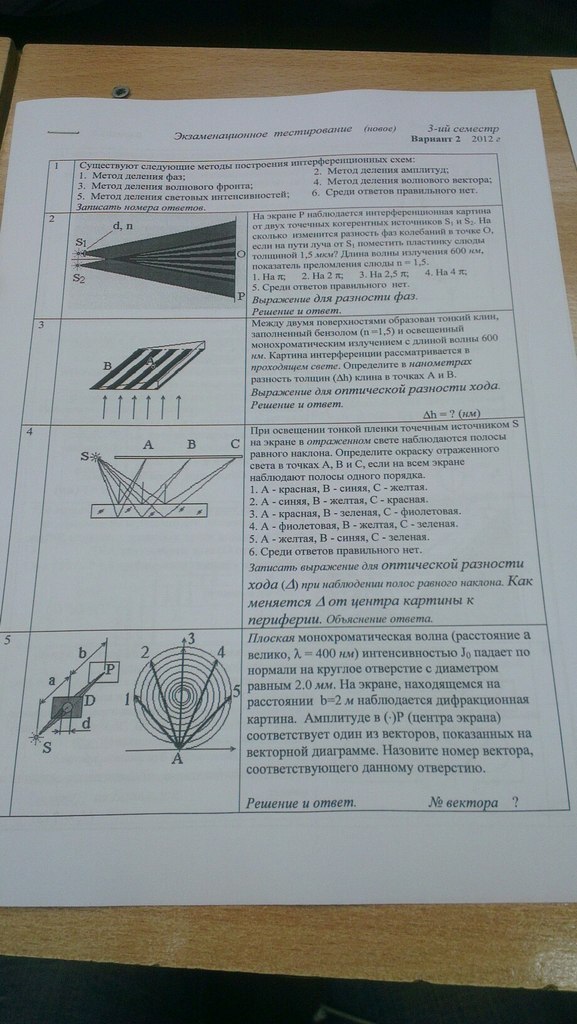 Экзаменационное тестирование (новое) 3-ий семестр
Вариант 2 2012 г
1
Существуют следующие методы построения интерференционных схем:
1. Метод деления фаз; 2. Метод деления амплитуд;
3. Метод деления волнового фронта; 4. Метод деления волнового вектора;
5. Метод деления световых интенсивностей; 6. Среди ответов правильного нет.
Записать номера ответов.
2
d, n
S1
S2
O
P
На экране P наблюдается интерференционная картина
от двух точечных когерентных источников S1 и S2. На
сколько изменится разность фаз колебаний в точке О,
если на пути луча от S1 поместить пластинку слюды
толщиной 1,5 мкм? Длина волны излучения 600 нм,
показатель преломления слюды n = 1,5.
1. На π; 2. На 2 π; 3. На 2,5 π; 4. На 4 π;
5. Среди ответов правильного нет.
Выражение для разности фаз.
Решение и ответ.
3
B
A
Между двумя поверхностями образован тонкий клин,
заполненный бензолом (n =1,5) и освещенный
монохроматическим излучением с длиной волны 600
нм. Картина интерференции рассматривается в
проходящем свете. Определите в нанометрах
разность толщин (Δh) клина в точках А и В.
Выражение для оптической разности хода.
Решение и ответ.
Δh = ? (нм)
4
S
A B C
При освещении тонкой пленки точечным источником S
на экране в отраженном свете наблюдаются полосы
равного наклона. Определите окраску отраженного
света в точках А, В и С, если на всем экране
наблюдают полосы одного порядка.
1. А - красная, В - синяя, С - желтая.
2. А - синяя, В - желтая, С - красная.
3. А - красная, В - зеленая, С - фиолетовая.
4. А - фиолетовая, В - желтая, С - зеленая.
5. А - желтая, В - синяя, С - зеленая.
6. Среди ответов правильного нет.
Записать выражение для оптической разности
хода (Δ) при наблюдении полос равного наклона. Как
меняется Δ от центра картины к
периферии. Объяснение ответа.
5
b
a
P
D
S
d
1
2
3
4
5
A
Плоская монохроматическая волна (расстояние а
велико, λ = 400 нм) интенсивностью J0 падает по
нормали на круглое отверстие с диаметром
равным 2.0 мм. На экране, находящемся на
расстоянии b=2 м наблюдается дифракционная
картина. Амплитуде в (·)Р (центра экрана)
соответствует один из векторов, показанных на
векторной диаграмме. Назовите номер вектора,
соответствующего данному отверстию.
Решение и ответ. № вектора ?